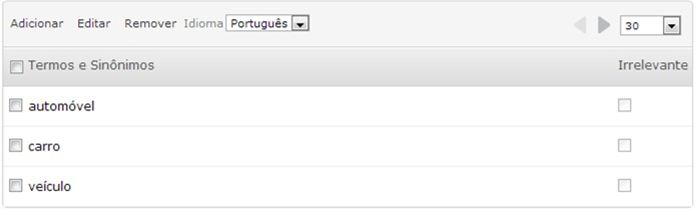 Adicionar Editar Remover Idioma Português 30
Termos e Sinônimos Irrelevante
automóvel
carro
veículo